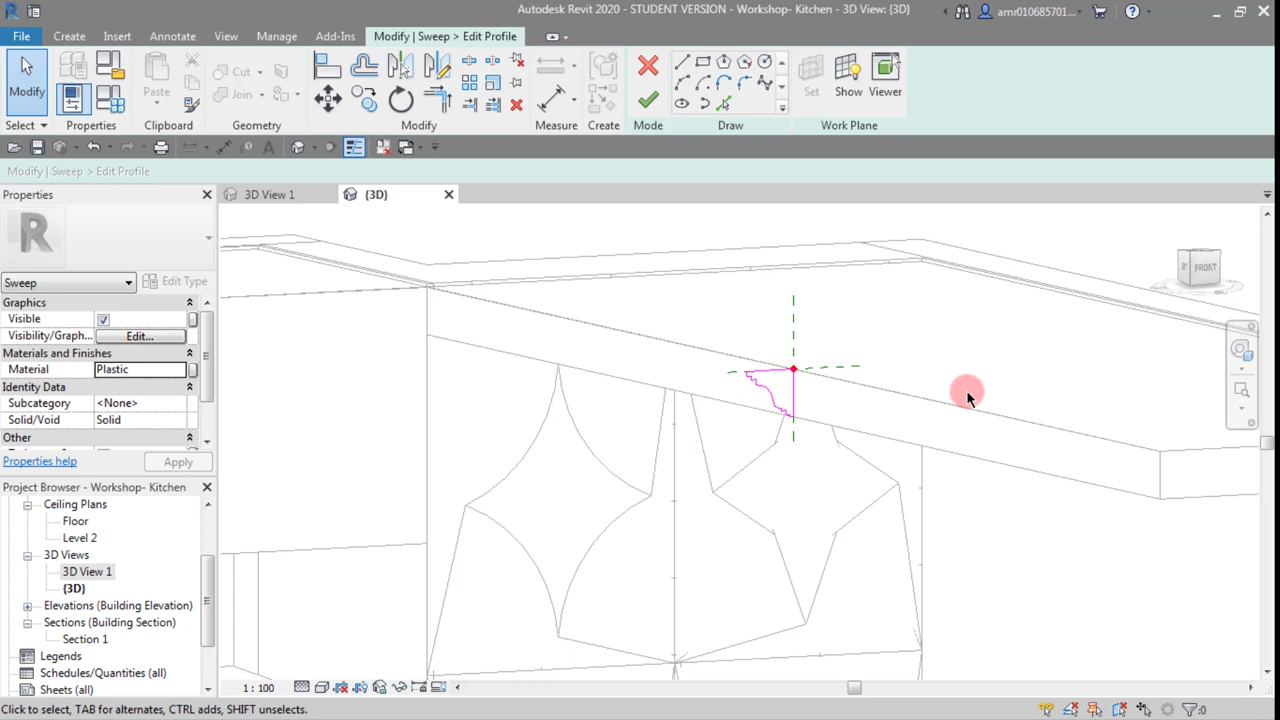 Autodesk Revit 2020 - STUDENT VERSION - Workshop- Kitchen - 3D View: {3D}
amr010685701...
File Create Insert Annotate View Manage Add-Ins Modify | Sweep > Edit Profile
Modify
Paste
Cut
Join
Set Show Viewer
Select Properties Clipboard Geometry Modify Measure Create Mode Draw Work Plane
Modify | Sweep > Edit Profile
Properties
3D View 1
{3D}
Sweep
Edit Type
Graphics
Visible
Visibility/Graph... Edit...
Materials and Finishes
Material Plastic
Identity Data
Subcategory <None>
Solid/Void Solid
Other
Properties help
Apply
Project Browser - Workshop- Kitchen
Ceiling Plans
Floor
Level 2
3D Views
3D View 1
{3D}
Elevations (Building Elevation)
Sections (Building Section)
Section 1
Legends
Schedules/Quantities (all)
Sheets (all)
FRONT
1 : 100
Click to select, TAB for alternates, CTRL adds, SHIFT unselects.
:0